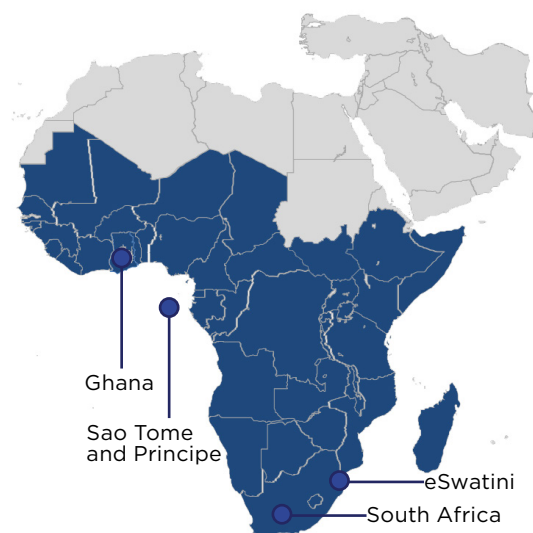 Ghana
Sao Tome
and Principe
eSwatini
South Africa